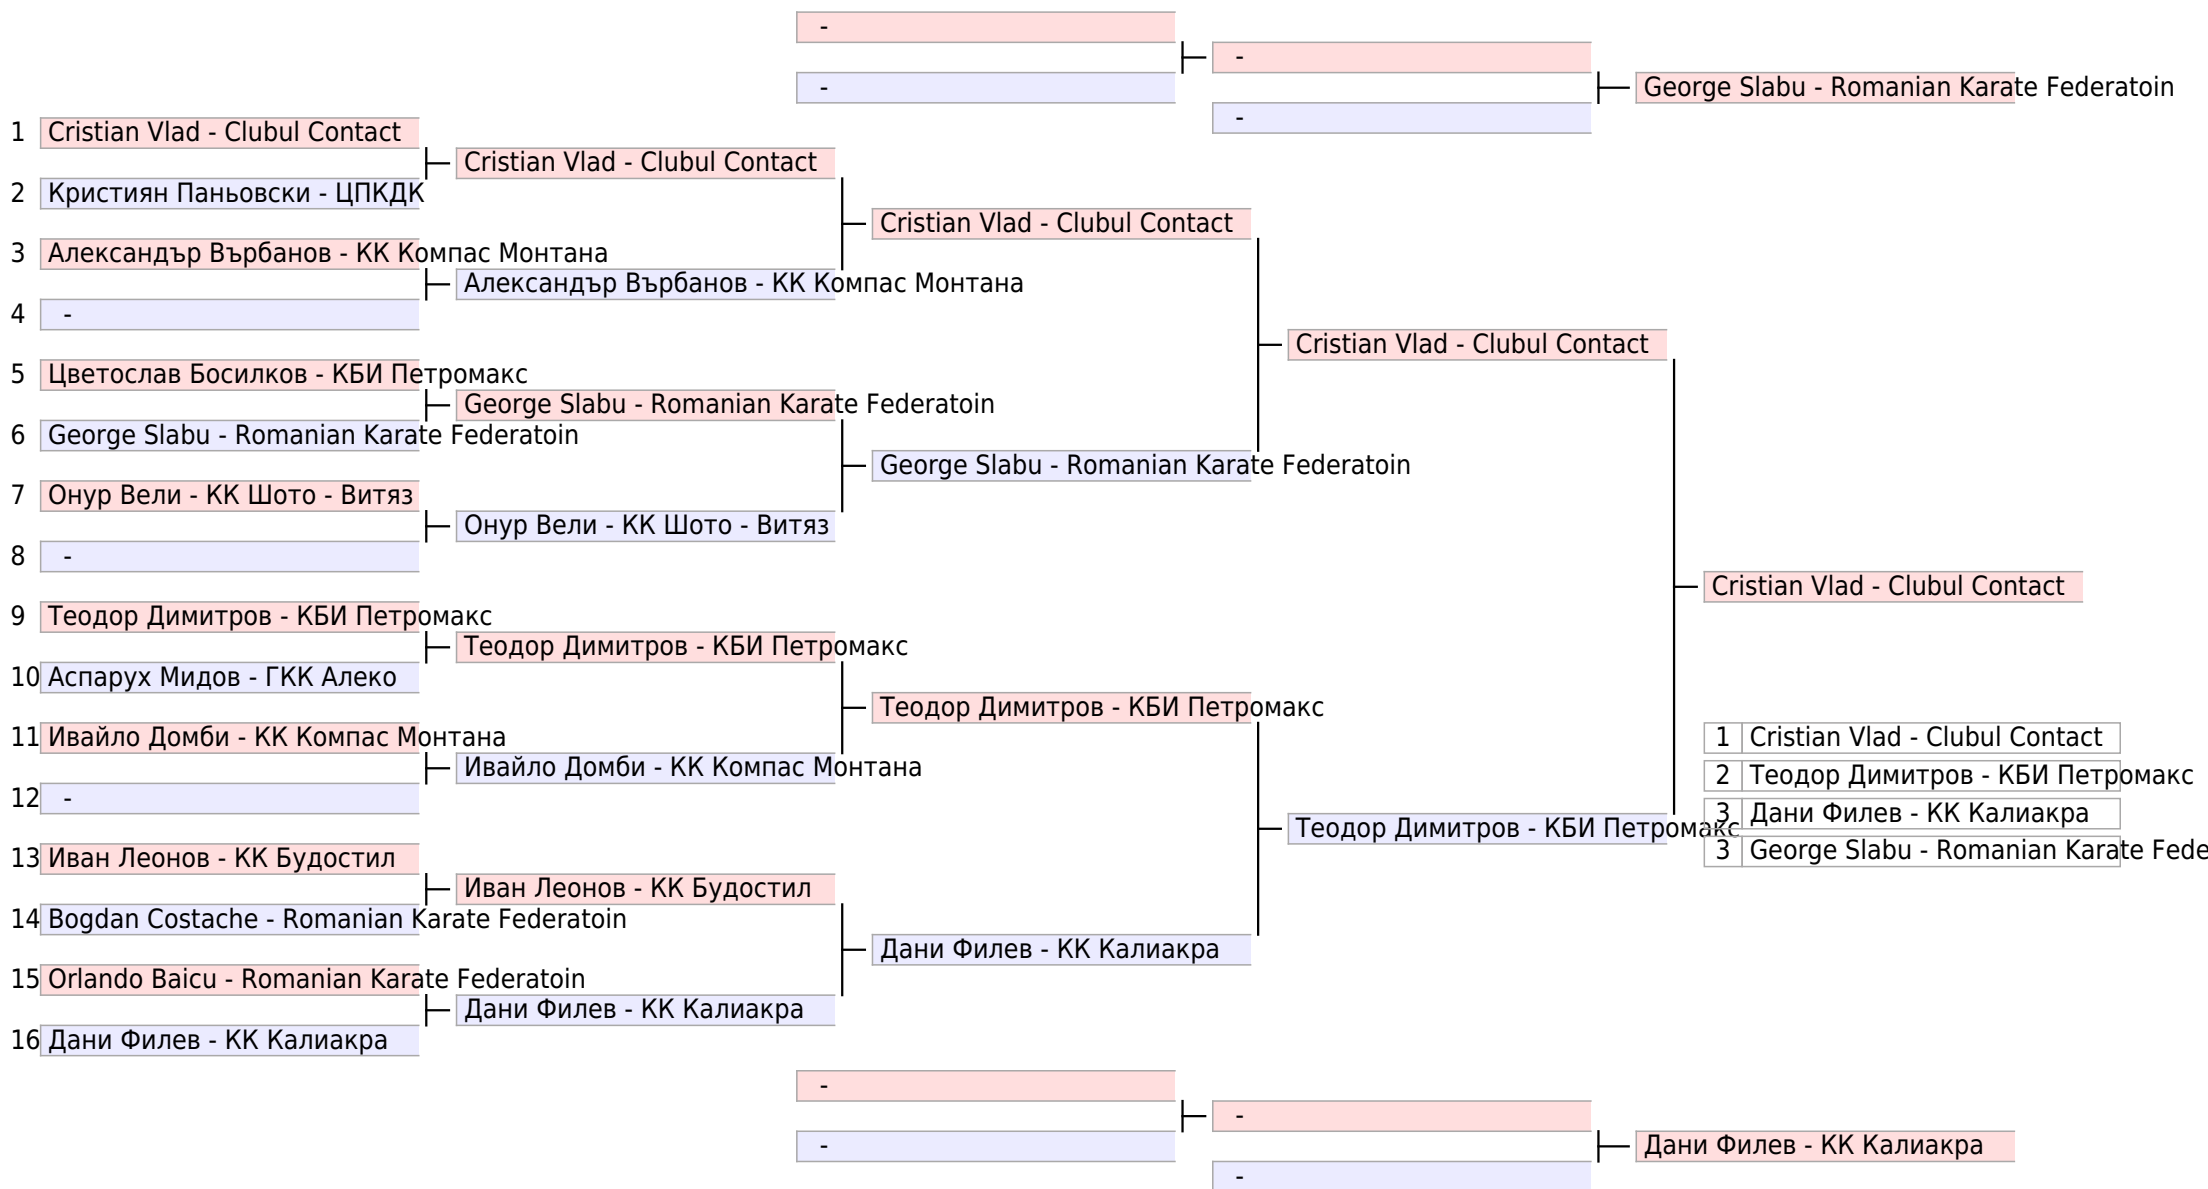 -
-
-
-
George Slabu - Romanian Karate Federatoin
1 Cristian Vlad - Clubul Contact
2 Кристиян Паньовски - ЦПКДК
3 Александър Върбанов - КК Компас Монтана
4 -
5 Цветослав Босилков - КБИ Петромакс
6 George Slabu - Romanian Karate Federatoin
7 Онур Вели - КК Шото - Витяз
8 -
9 Теодор Димитров - КБИ Петромакс
10 Аспарух Мидов - ГКК Алеко
11 Ивайло Домби - КК Компас Монтана
12 -
13 Иван Леонов - КК Будостил
14 Bogdan Costache - Romanian Karate Federatoin
15 Orlando Baicu - Romanian Karate Federatoin
16 Дани Филев - КК Калиакра
Cristian Vlad - Clubul Contact
Александър Върбанов - КК Компас Монтана
George Slabu - Romanian Karate Federatoin
Онур Вели - КК Шото - Витяз
Теодор Димитров - КБИ Петромакс
Ивайло Домби - КК Компас Монтана
Иван Леонов - КК Будостил
Дани Филев - КК Калиакра
Cristian Vlad - Clubul Contact
George Slabu - Romanian Karate Federatoin
Теодор Димитров - КБИ Петромакс
Дани Филев - КК Калиакра
Cristian Vlad - Clubul Contact
Теодор Димитров - КБИ Петромакс
Cristian Vlad - Clubul Contact
1 Cristian Vlad - Clubul Contact
2 Теодор Димитров - КБИ Петромакс
3 Дани Филев - КК Калиакра
3 George Slabu - Romanian Karate Fede
-
-
-
-
Дани Филев - КК Калиакра